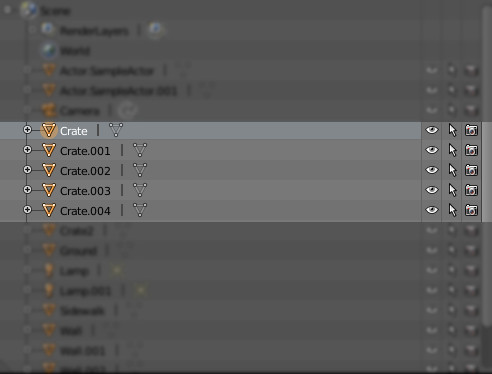 Scene
RenderLayers |
World
Actor.SampleActor |
Actor.SampleActor.001 |
Camera |
Crate |
Crate.001 |
Crate.002 |
Crate.003 |
Crate.004 |
Crate2 |
Ground |
Lamp |
Lamp.001 |
Sidewalk |
Wall |
Wall.001 |